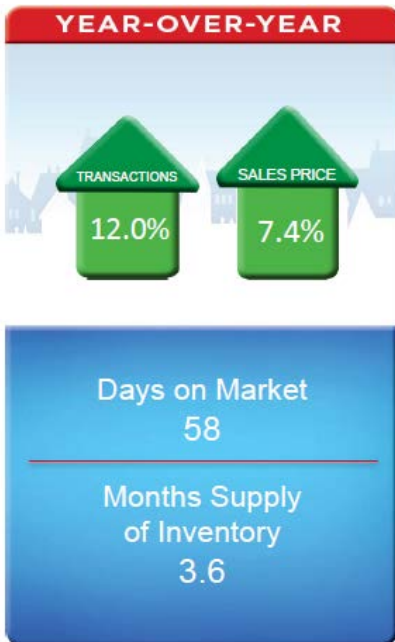 YEAR-OVER-YEAR
TRANSACTIONS
12.0%
SALES PRICE
7.4%
Days on Market
58
Months Supply
of Inventory
3.6